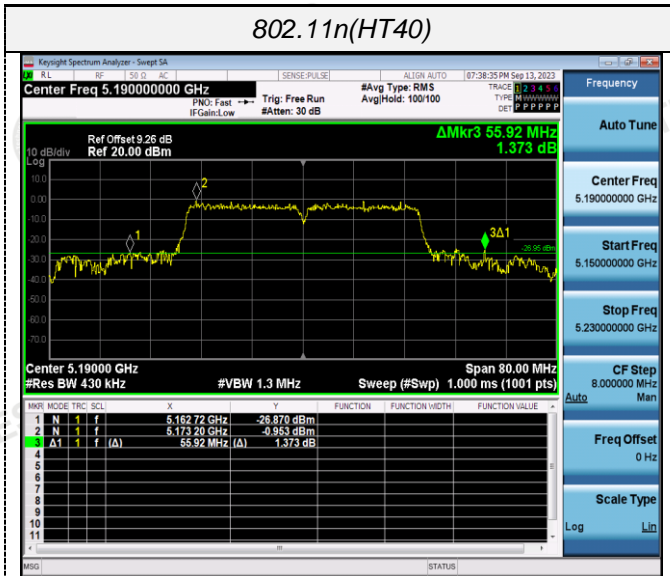 802.11n(HT40)
Keysight Spectrum Analyzer - Swept SA
RL RF 50 Ω AC SENSE:PULSE ALIGN AUTO 07:38:35 PM Sep 13, 2023
Center Freq 5.190000000 GHz
PNO: Fast
IFGain:Low
Trig: Free Run
#Atten: 30 dB
#Avg Type: RMS
Avg|Hold: 100/100
TRACE 1 2 3 4 5 6
TYPE M W W W W W
DET P P P P P P
Frequency
Auto Tune
Center Freq
5.190000000 GHz
Start Freq
5.150000000 GHz
Stop Freq
5.230000000 GHz
CF Step
8.000000 MHz
Auto Man
Freq Offset
0 Hz
Scale Type
Log Lin
ΔMkr3 55.92 MHz
1.373 dB
Ref Offset 9.26 dB
Ref 20.00 dBm
10 dB/div
Log
10.0
0.00
-10.0
-20.0
-30.0
-40.0
-50.0
-60.0
-70.0
1
2
3Δ1
-26.95 dBm
Center 5.19000 GHz Span 80.00 MHz
#Res BW 430 kHz #VBW 1.3 MHz Sweep (#Swp) 1.000 ms (1001 pts)
MKR MODE TRC SCL X Y FUNCTION FUNCTION WIDTH FUNCTION VALUE
1 N 1 f 5.162 72 GHz -26.870 dBm
2 N 1 f 5.173 20 GHz -0.953 dBm
3 Δ1 1 f (Δ) 55.92 MHz (Δ) 1.373 dB
4
5
6
7
8
9
10
11
MSG STATUS